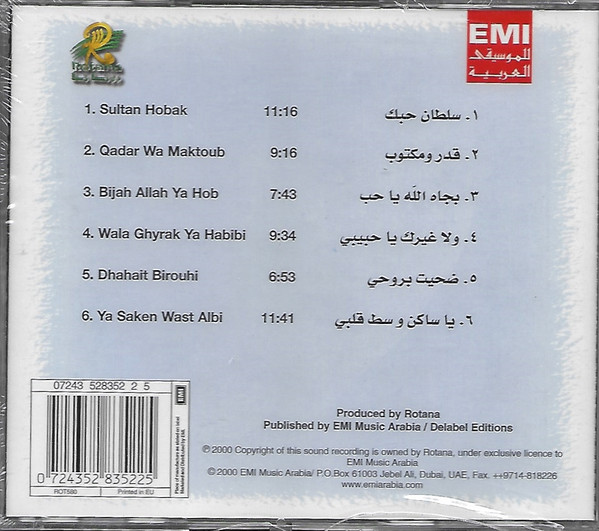 Rotana
روتانا
EMI
للموسيقى
العربية
1. Sultan Hobak 11:16 ١. سلطان حبك
2. Qadar Wa Maktoub 9:16 ٢. قدر ومكتوب
3. Bijah Allah Ya Hob 7:43 ٣. بجاه الله يا حب
4. Wala Ghyrak Ya Habibi 9:34 ٤. ولا غيرك يا حبيبي
5. Dhahait Birouhi 6:53 ٥. ضحيت بروحي
6. Ya Saken Wast Albi 11:41 ٦. يا ساكن وسط قلبي
07243 528352 2 5
EMI
0 724352 835225
ROT680 Printed in EU
Produced by Rotana
Published by EMI Music Arabia / Delabel Editions
℗ 2000 Copyright of this sound recording is owned by Rotana, under exclusive licence to
EMI Music Arabia
© 2000 EMI Music Arabia/ P.O.Box 61003 Jebel Ali, Dubai, UAE, Fax. ++9714-818226
www.emiarabia.com